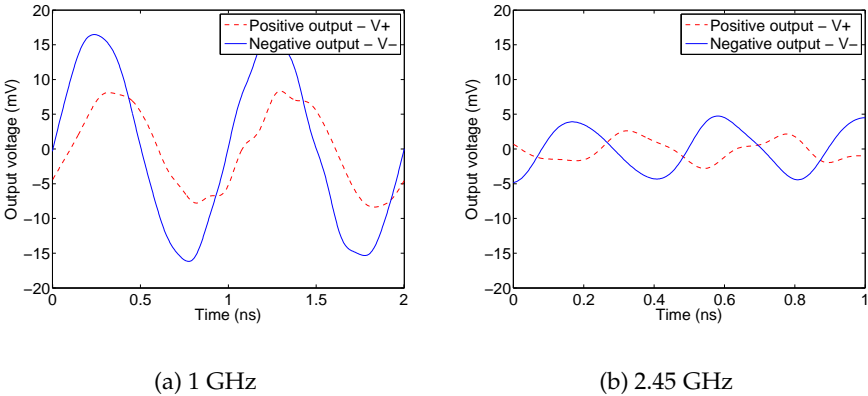 20
15
10
5
0
−5
−10
−15
−20
Output voltage (mV)
Positive output − V+
Negative output − V−
0
0.5
1
1.5
2
Time (ns)
(a) 1 GHz
20
15
10
5
0
−5
−10
−15
−20
Output voltage (mV)
Positive output − V+
Negative output − V−
0
0.2
0.4
0.6
0.8
1
Time (ns)
(b) 2.45 GHz